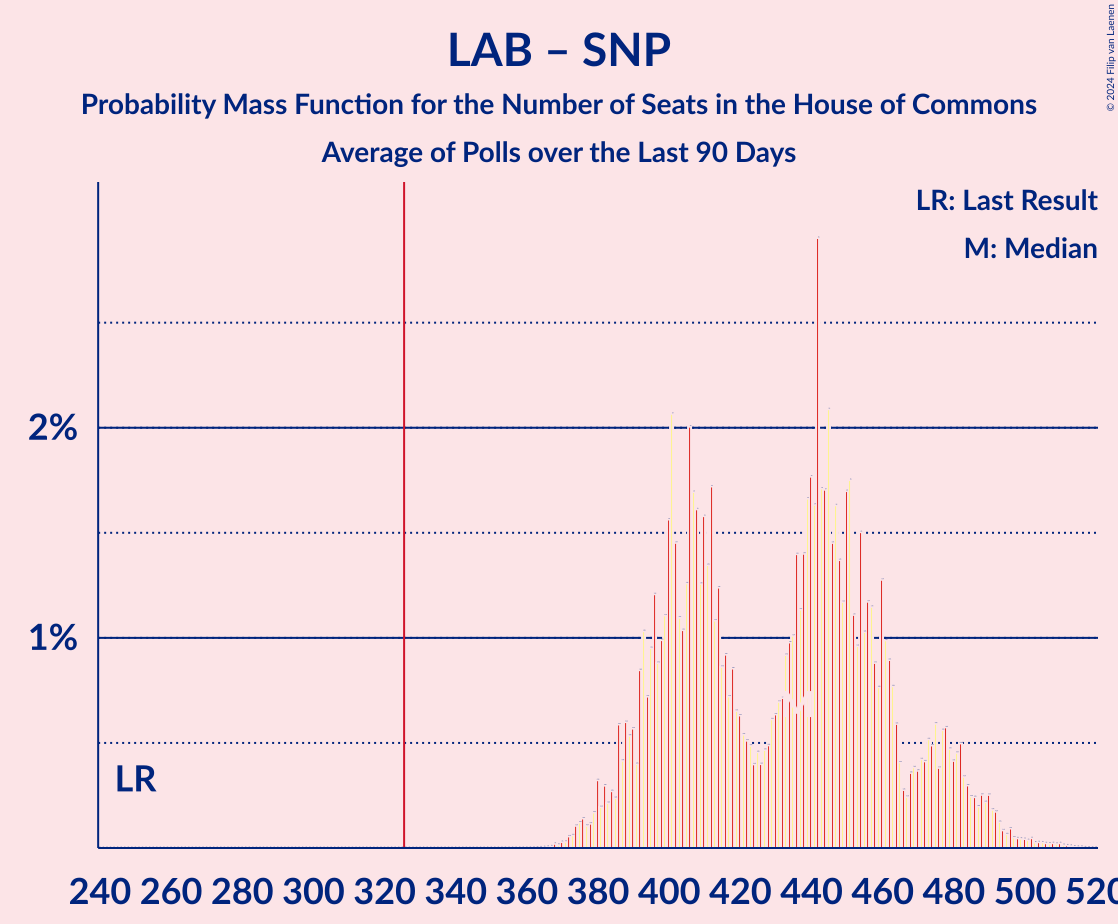 LAB – SNP
Probability Mass Function for the Number of Seats in the House of Commons
Average of Polls over the Last 90 Days
© 2024 Filip van Laenen
LR: Last Result
M: Median
2%
1%
LR
M
240 260 280 300 320 340 360 380 400 420 440 460 480 500 520